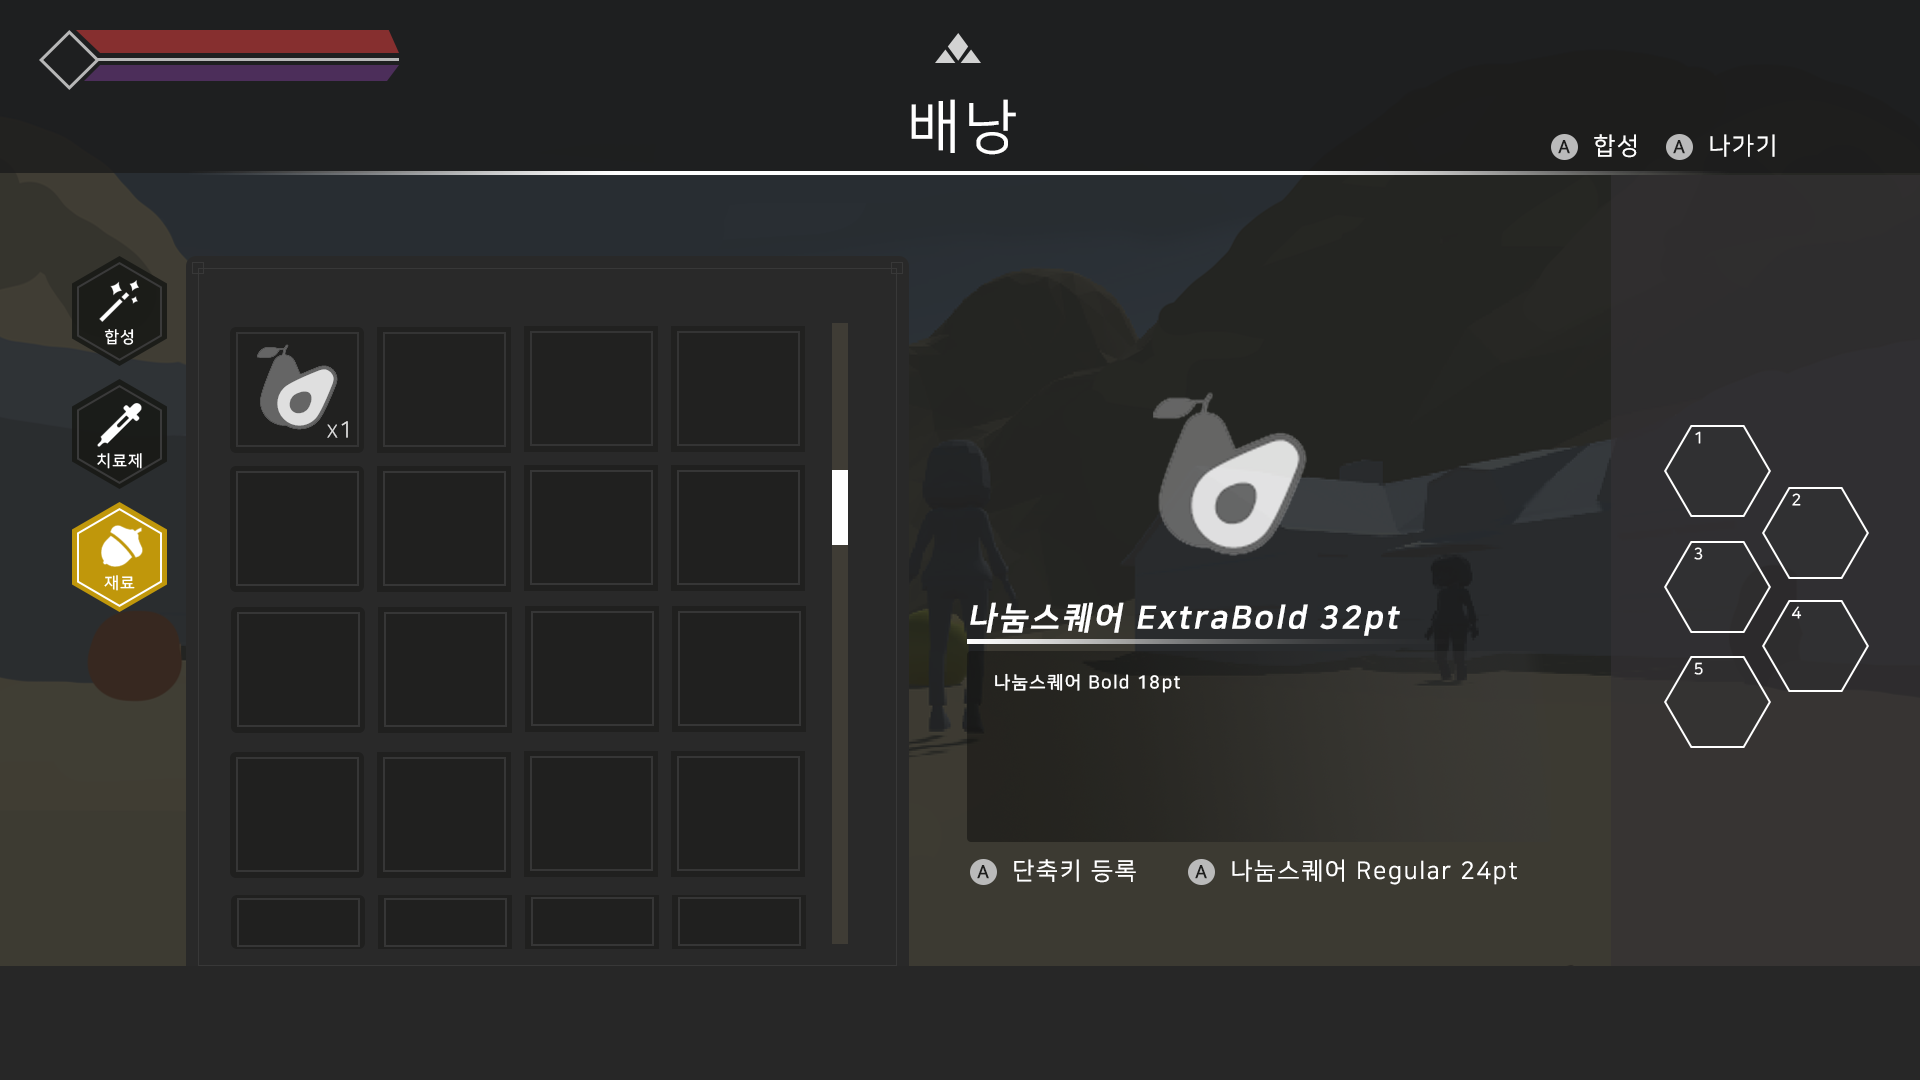 배낭
A 합성 A 나가기
합성
치료제
재료
x1
나눔스퀘어 ExtraBold 32pt
나눔스퀘어 Bold 18pt
A 단축키 등록 A 나눔스퀘어 Regular 24pt
1
2
3
4
5